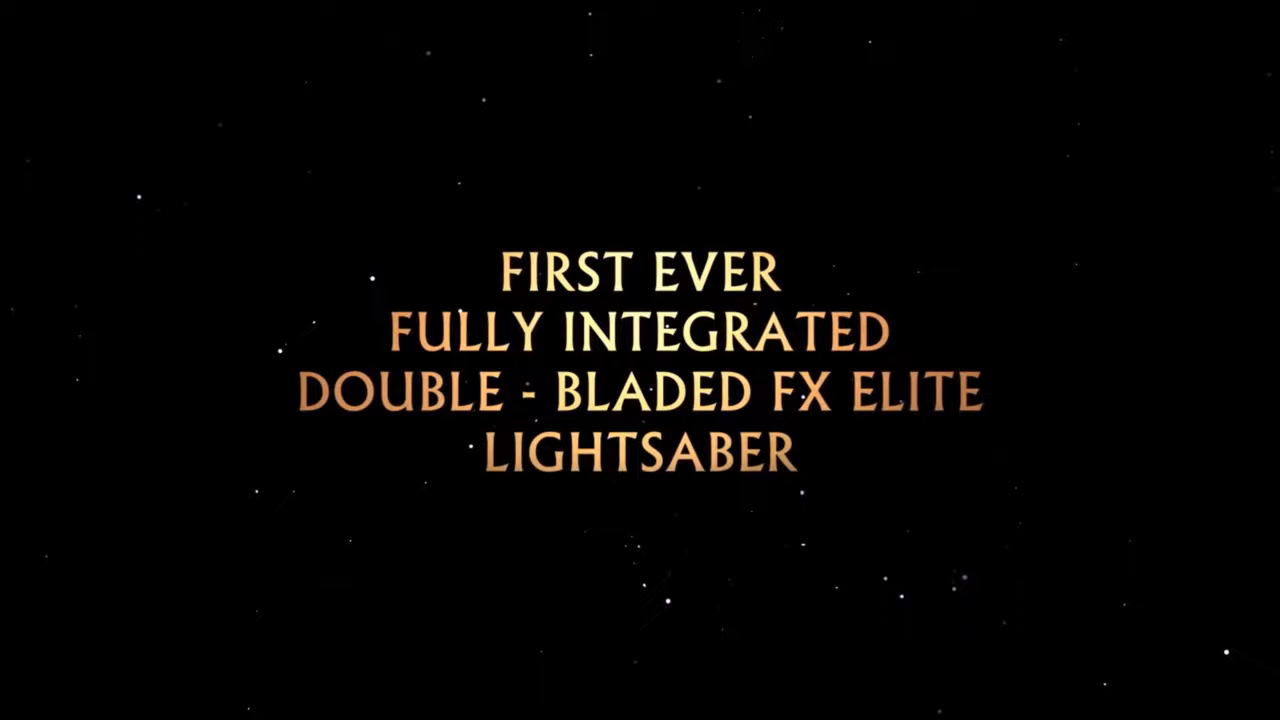 FIRST EVER
FULLY INTEGRATED
DOUBLE - BLADED FX ELITE
LIGHTSABER